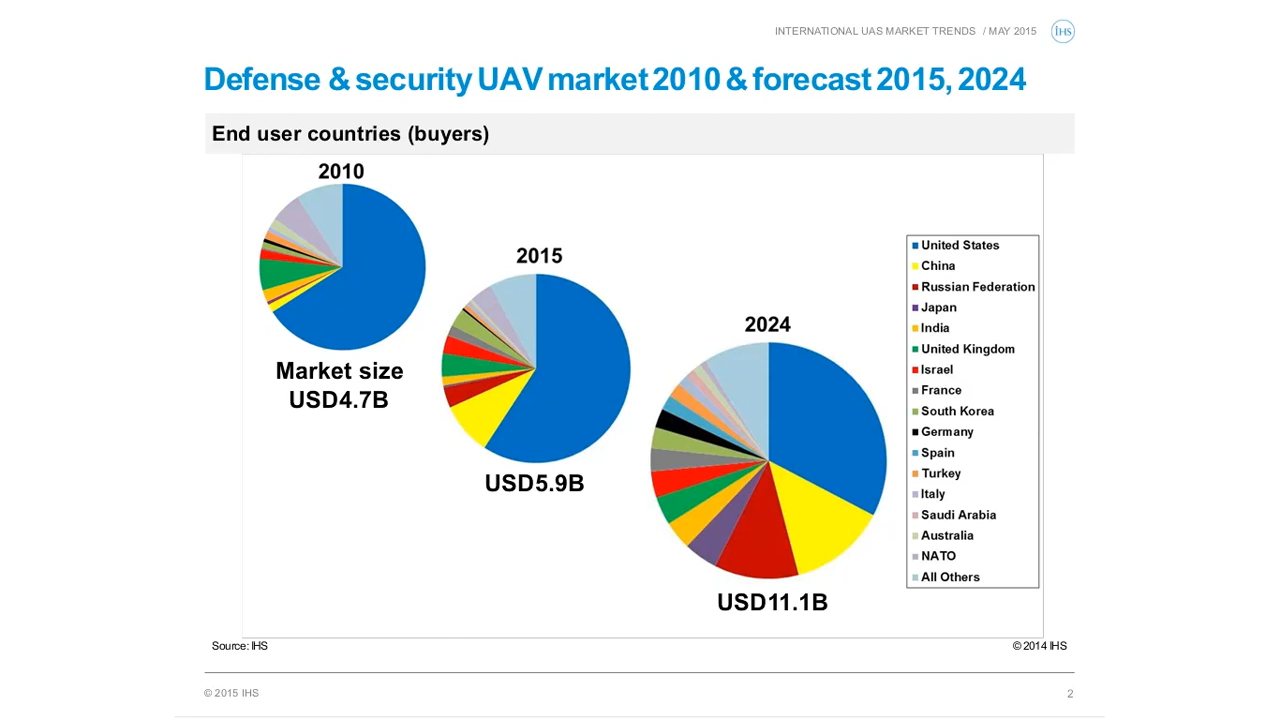 INTERNATIONAL UAS MARKET TRENDS / MAY 2015
IHS
Defense & security UAV market 2010 & forecast 2015, 2024
End user countries (buyers)
2010
Market size
USD4.7B
2015
USD5.9B
2024
USD11.1B
United States
China
Russian Federation
Japan
India
United Kingdom
Israel
France
South Korea
Germany
Spain
Turkey
Italy
Saudi Arabia
Australia
NATO
All Others
Source: IHS
© 2014 IHS
© 2015 IHS
2